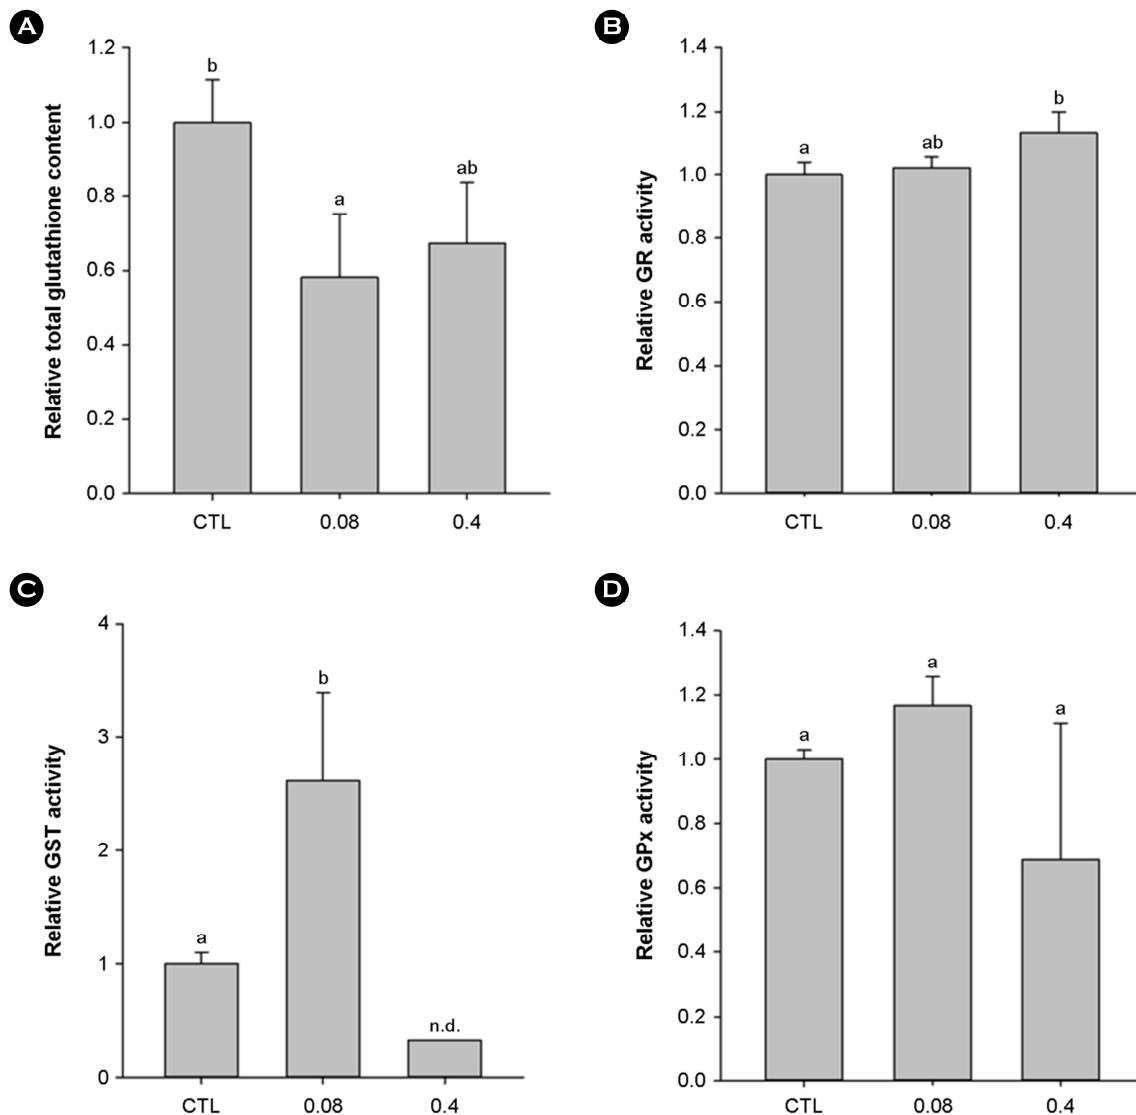 A
1.2
1.0
0.8
0.6
0.4
0.2
0.0
Relative total glutathione content
b
a
ab
CTL 0.08 0.4
B
1.4
1.2
1.0
0.8
0.6
0.4
0.2
0.0
Relative GR activity
a
ab
b
CTL 0.08 0.4
C
4
3
2
1
0
Relative GST activity
a
b
n.d.
CTL 0.08 0.4
D
1.4
1.2
1.0
0.8
0.6
0.4
0.2
0.0
Relative GPx activity
a
a
a
CTL 0.08 0.4